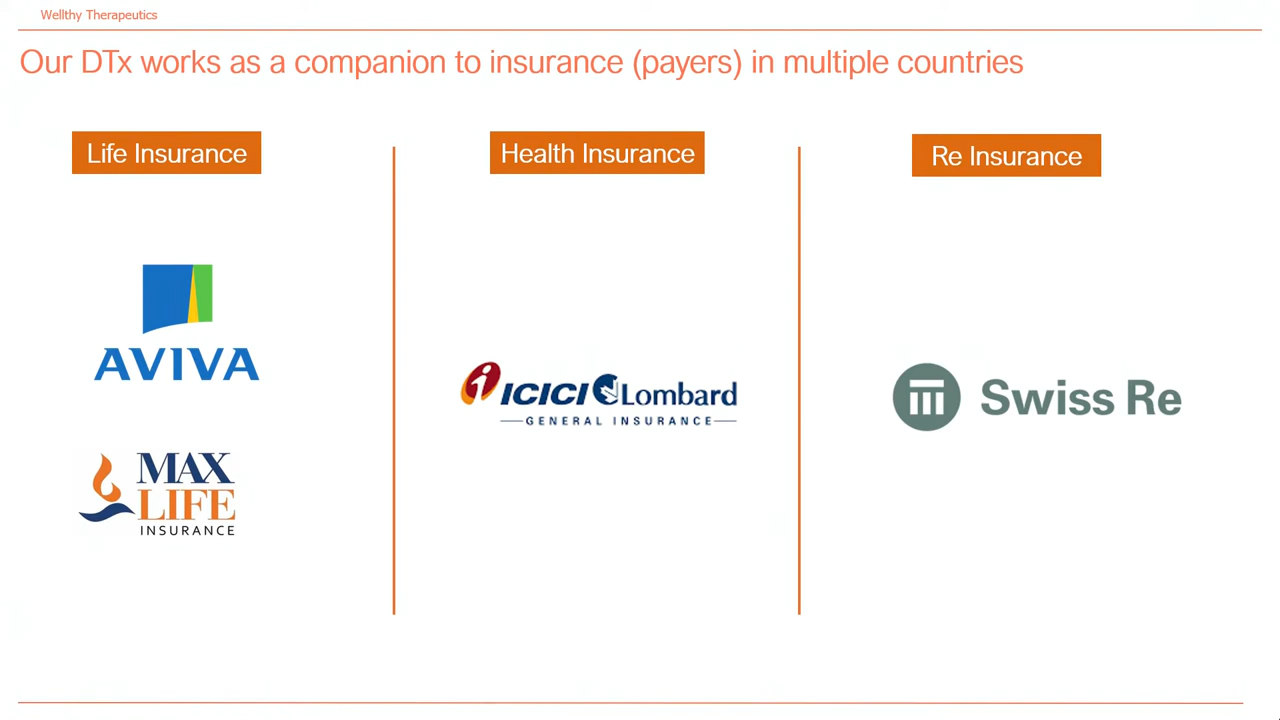 Wellthy Therapeutics
Our DTx works as a companion to insurance (payers) in multiple countries
Life Insurance
AVIVA
MAX
LIFE
INSURANCE
Health Insurance
ICICI Lombard
GENERAL INSURANCE
Re Insurance
Swiss Re